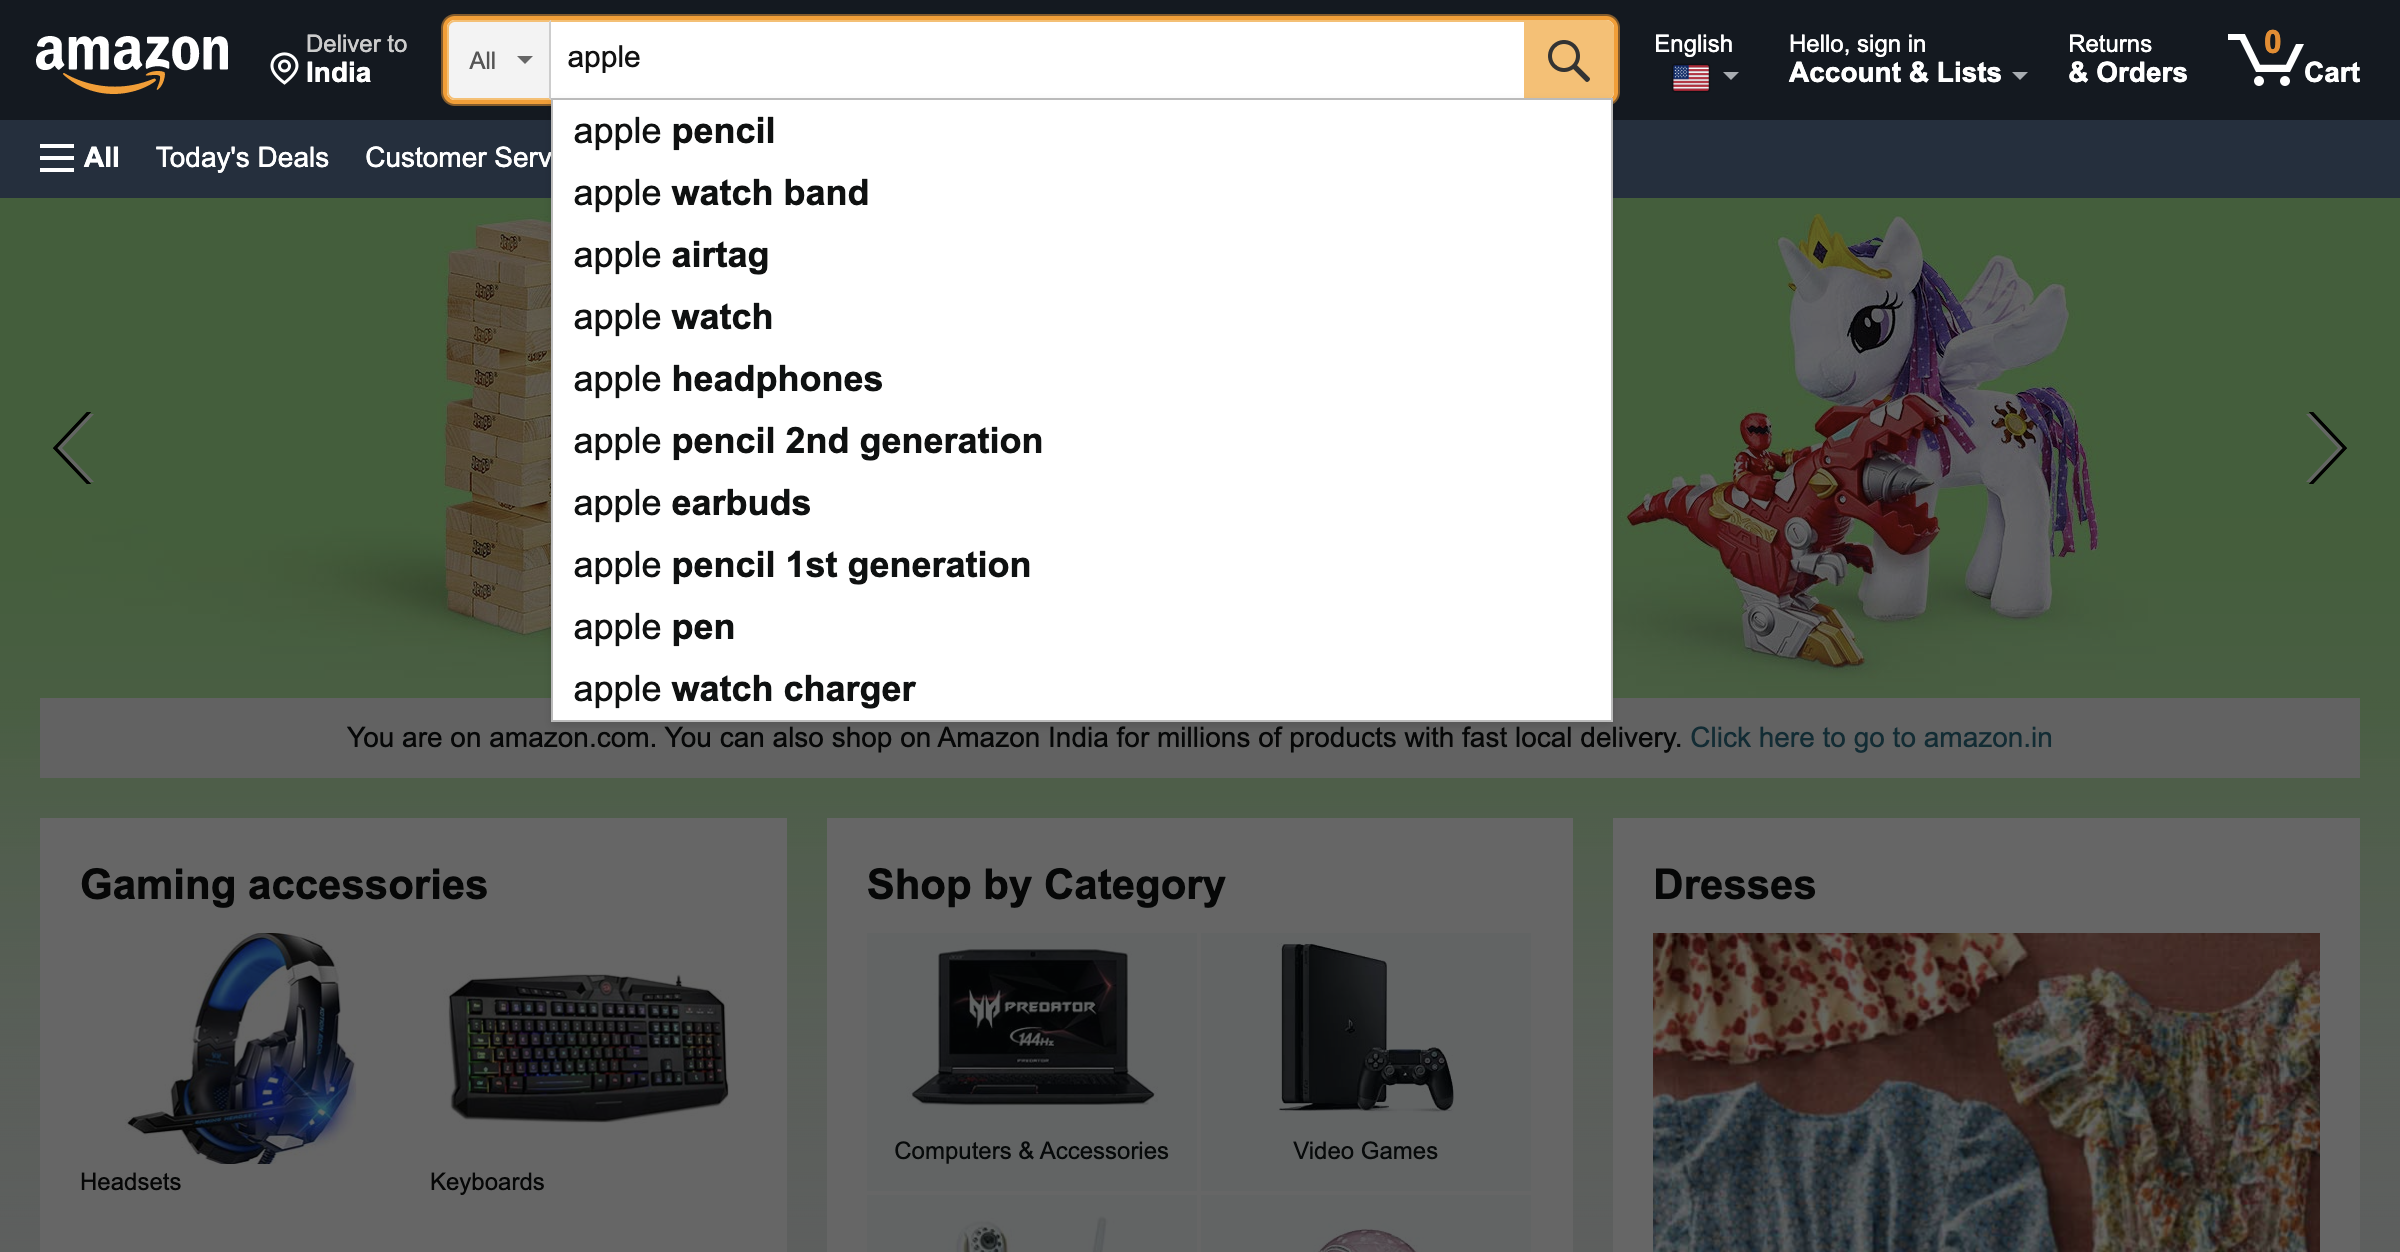 amazon
Deliver to
India
All
apple
English
Hello, sign in
Account & Lists
Returns
& Orders
0
Cart
All
Today's Deals
Customer Serv
apple pencil
apple watch band
apple airtag
apple watch
apple headphones
apple pencil 2nd generation
apple earbuds
apple pencil 1st generation
apple pen
apple watch charger
You are on amazon.com. You can also shop on Amazon India for millions of products with fast local delivery. Click here to go to amazon.in
Gaming accessories
Headsets
Keyboards
Shop by Category
PREDATOR
144Hz
PREDATOR
Computers & Accessories
Video Games
Dresses